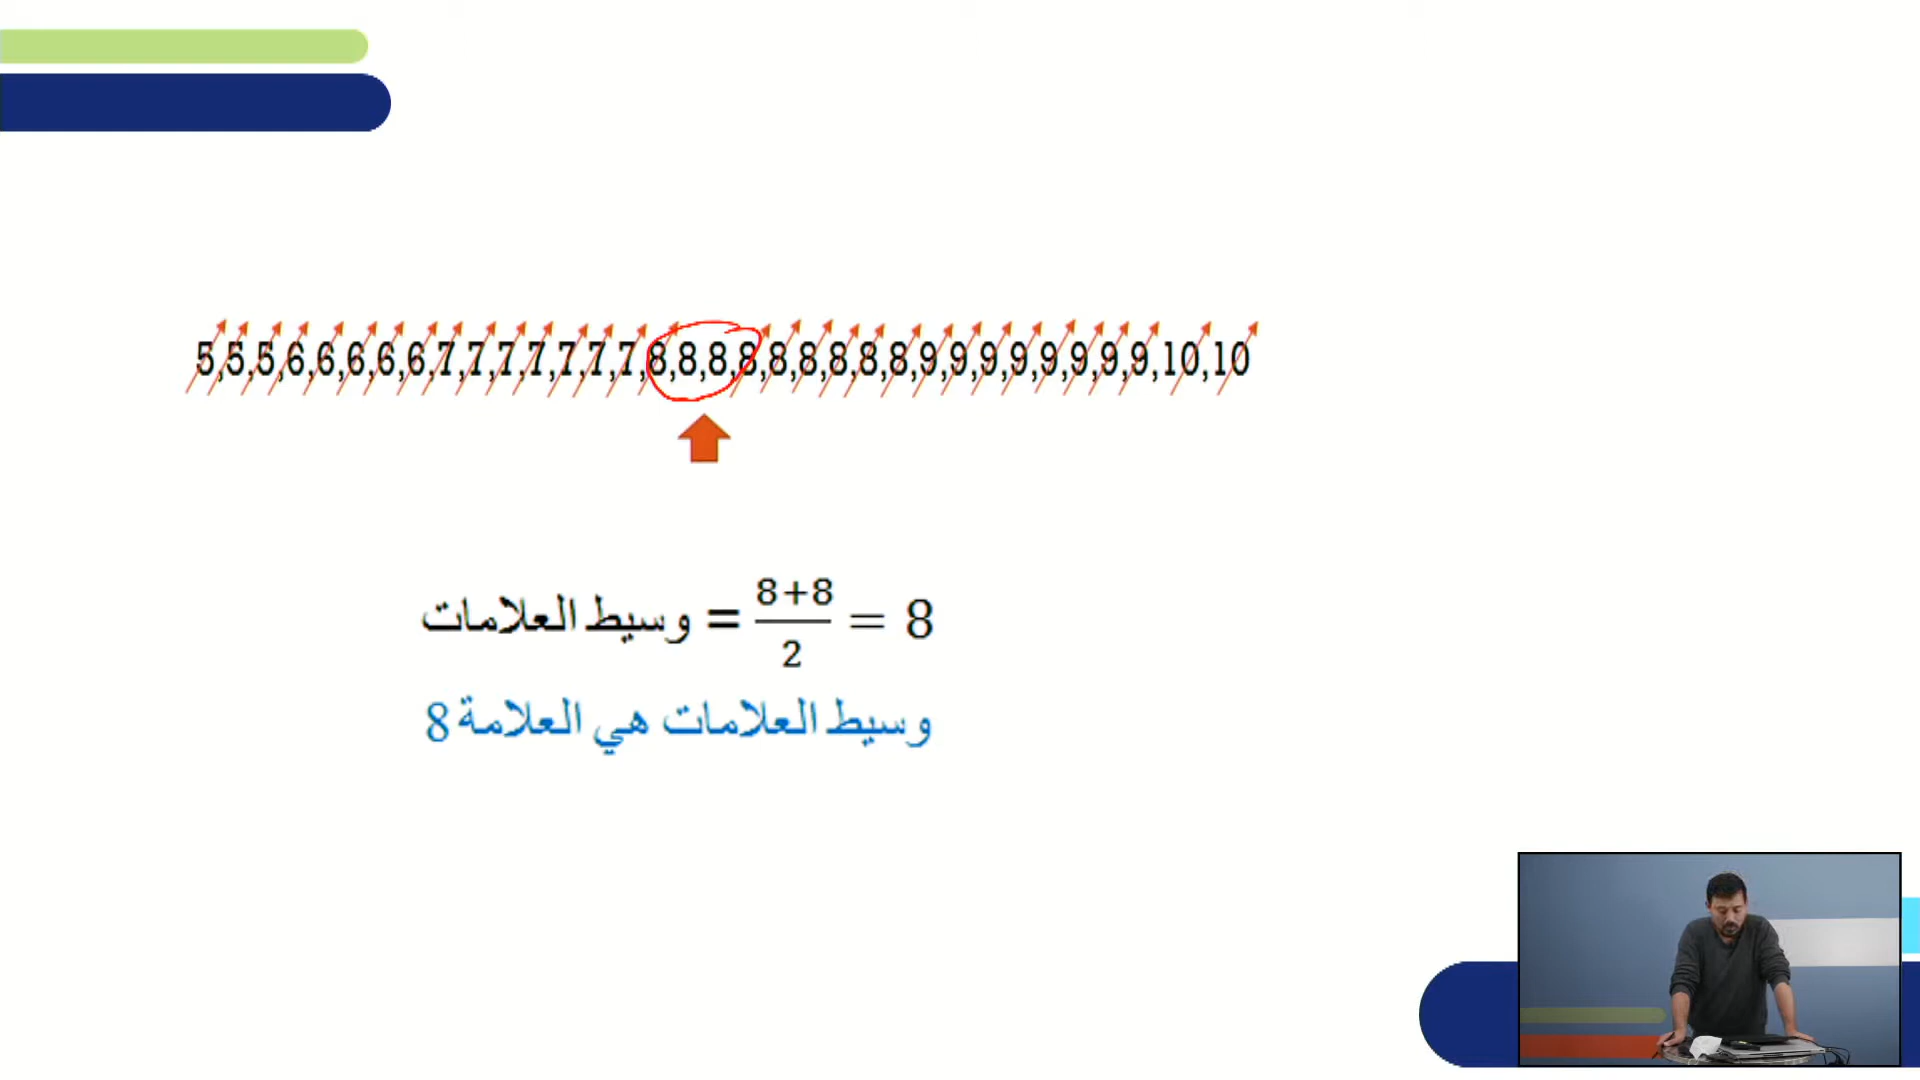 5,5,5,6,6,6,6,6,7,7,7,7,7,7,7,8,8,8,8,8,8,8,8,8,9,9,9,9,9,9,9,9,10,10
وسيط العلامات = 8+8/2 = 8
وسيط العلامات هي العلامة 8